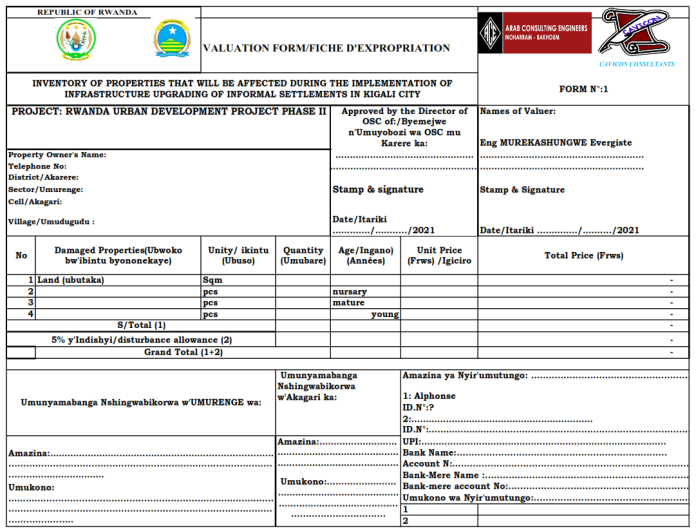 REPUBLIC OF RWANDA
VALUATION FORM/FICHE D'EXPROPRIATION
ACE
ARAB CONSULTING ENGINEERS
MOHARRAM - BAKHOUM
CAVICON
CAVICON CONSULTANTS
INVENTORY OF PROPERTIES THAT WILL BE AFFECTED DURING THE IMPLEMENTATION OF
INFRASTRUCTURE UPGRADING OF INFORMAL SETTLEMENTS IN KIGALI CITY
FORM N°:1
PROJECT: RWANDA URBAN DEVELOPMENT PROJECT PHASE II
Approved by the Director of
OSC of:/Byemejwe
n'Umuyobozi wa OSC mu
Karere ka:
Names of Valuer:
Eng MUREKASHUNGWE Evergiste
Property Owner's Name:
Telephone No:
District/Akarere:
Sector/Umurenge:
Cell/Akagari:
Village/Umudugudu :
Stamp & signature
Date/Itariki
............./.........../2021
Stamp & Signature
Date/Itariki ............../........../2021
No
Damaged Properties(Ubwoko
bw'ibintu byononekaye)
Unity/ ikintu
(Ubuso)
Quantity
(Umubare)
Age/Ingano)
(Années)
Unit Price
(Frws) /Igiciro
Total Price (Frws)
1 Land (ubutaka) Sqm -
2 pcs nursary -
3 pcs mature -
4 pcs young -
S/Total (1) -
5% y'Indishyi/disturbance allowance (2) -
Grand Total (1+2) -
Umunyamabanga Nshingwabikorwa w'UMURENGE wa:
Amazina:
Umukono:
Umunyamabanga
Nshingwabikorwa
w'Akagari ka:
Amazina:
Umukono:
Amazina ya Nyir'umutungo:
1: Alphonse
ID.N°:?
2:
ID.N°:
UPI:
Bank Name:
Account N:
Bank-Mere Name :
Bank-mere account No:
Umukono wa Nyir'umutungo:
1
2